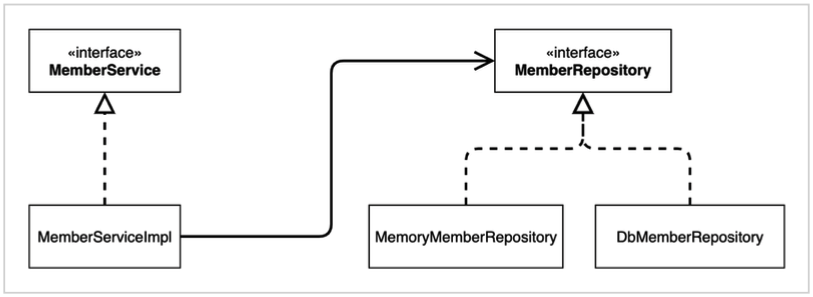 «interface»
MemberService
«interface»
MemberRepository
MemberServiceImpl
MemoryMemberRepository
DbMemberRepository